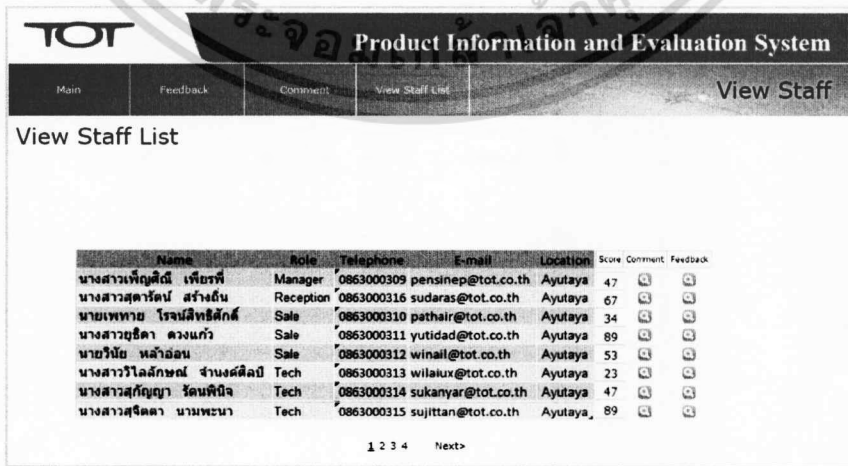 TOT
Product Information and Evaluation System
Main Feedback Comment View Staff List View Staff
View Staff List
Name Role Telephone E-mail Location Score Comment Feedback
นางสาวเพ็ญศิณี เพียรพี่ Manager 0863000309 pensinep@tot.co.th Ayutaya 47
นางสาวสุดารัตน์ สร้างถิ่น Reception 0863000316 sudaras@tot.co.th Ayutaya 67
นายเพทาย โรจน์สิทธิศักดิ์ Sale 0863000310 pathair@tot.co.th Ayutaya 34
นางสาวยุธิดา ดวงแก้ว Sale 0863000311 yutidad@tot.co.th Ayutaya 89
นายวินัย หล้าอ่อน Sale 0863000312 winail@tot.co.th Ayutaya 53
นางสาววิไลลักษณ์ จำนงค์ศิลป์ Tech 0863000313 wilaiux@tot.co.th Ayutaya 23
นางสาวสุกัญญา รัตนพินิจ Tech 0863000314 sukanyar@tot.co.th Ayutaya 47
นางสาวสุจิตตา นามพะนา Tech 0863000315 sujittan@tot.co.th Ayutaya 89
1 2 3 4 Next>